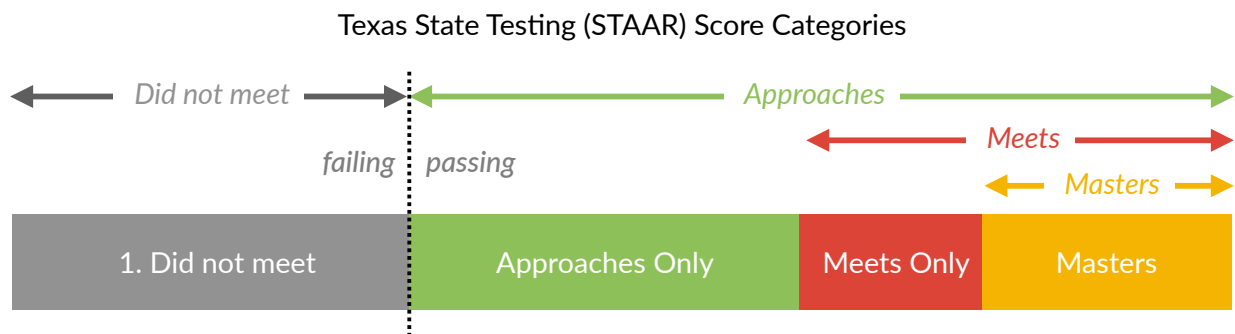 Texas State Testing (STAAR) Score Categories
Did not meet
Approaches
Meets
failing
passing
Masters
1. Did not meet
Approaches Only
Meets Only
Masters